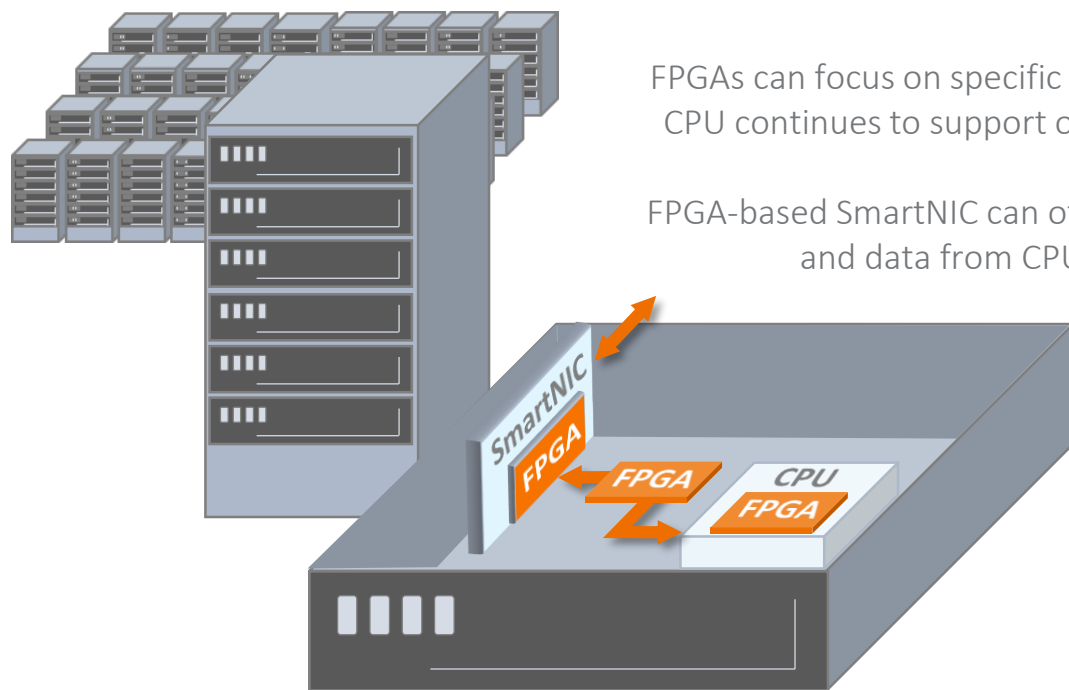 FPGAs can focus on specific
CPU continues to support
FPGA-based SmartNIC can
and data from CPU
SmartNIC
FPGA
FPGA
CPU
FPGA